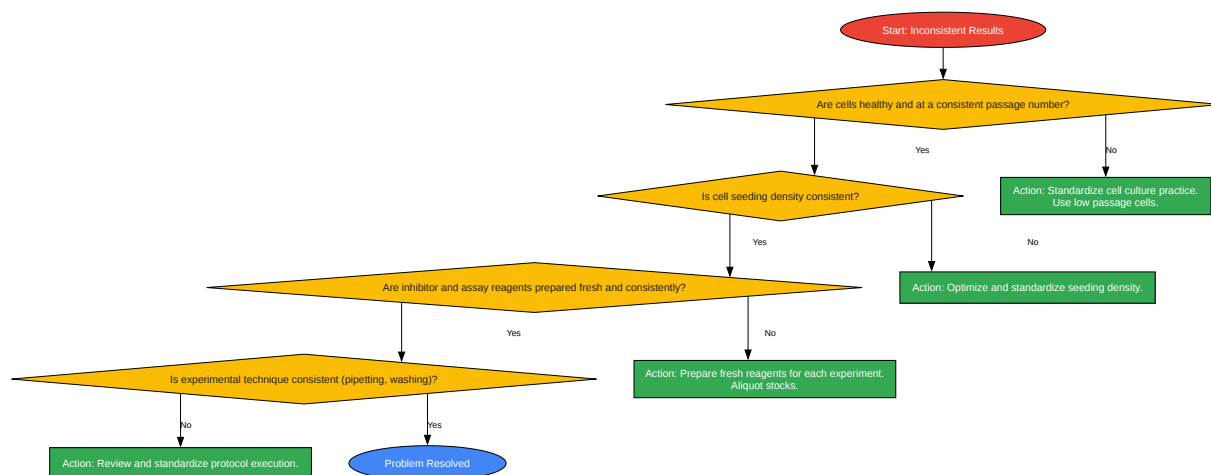 Start: Inconsistent Results
Are cells healthy and at a consistent passage number?
Yes
No
Action: Standardize cell culture practice.
Use low passage cells.
Is cell seeding density consistent?
Yes
No
Action: Optimize and standardize seeding density.
Are inhibitor and assay reagents prepared fresh and consistently?
Yes
No
Action: Prepare fresh reagents for each experiment.
Aliquot stocks.
Is experimental technique consistent (pipetting, washing)?
No
Yes
Action: Review and standardize protocol execution.
Problem Resolved